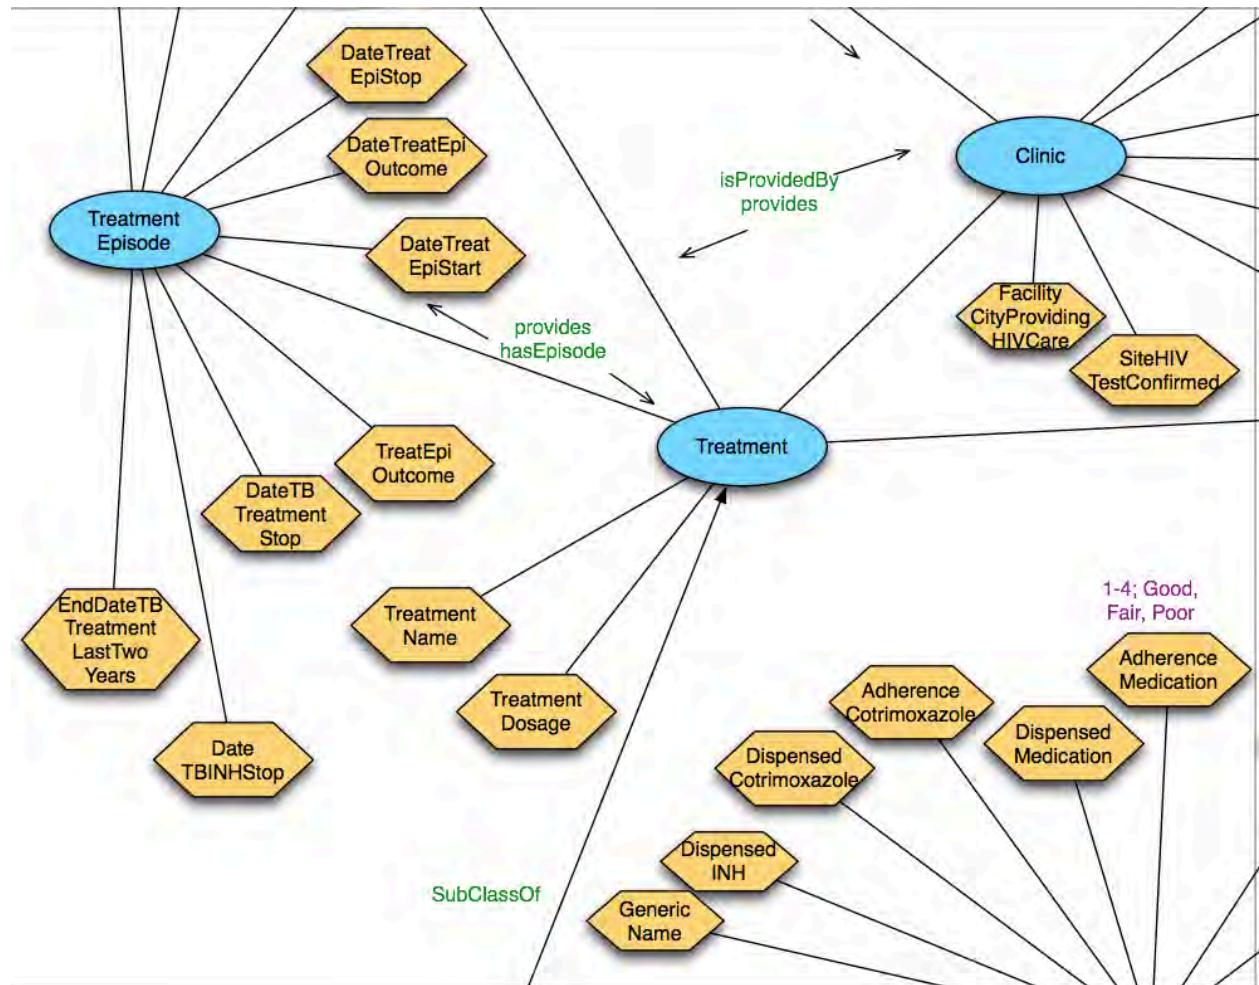 DateTreat
EpiStop
DateTreatEpi
Outcome
Treatment
Episode
DateTreat
EpiStart
isProvidedBy
provides
Clinic
Facility
CityProviding
HIVCare
SiteHIV
TestConfirmed
provides
hasEpisode
Treatment
TreatEpi
Outcome
DateTB
Treatment
Stop
EndDateTB
Treatment
LastTwo
Years
Treatment
Name
Treatment
Dosage
Date
TBINHStop
1-4; Good,
Fair, Poor
Adherence
Medication
Adherence
Cotrimoxazole
Dispensed
Medication
Dispensed
Cotrimoxazole
Dispensed
INH
SubClassOf
Generic
Name